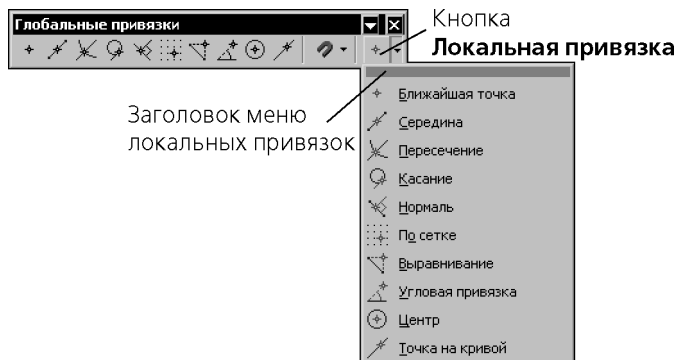 Глобальные привязки
Кнопка
Локальная привязка
Заголовок меню
локальных привязок
Ближайшая точка
Середина
Пересечение
Касание
Нормаль
По сетке
Выравнивание
Угловая привязка
Центр
Точка на кривой